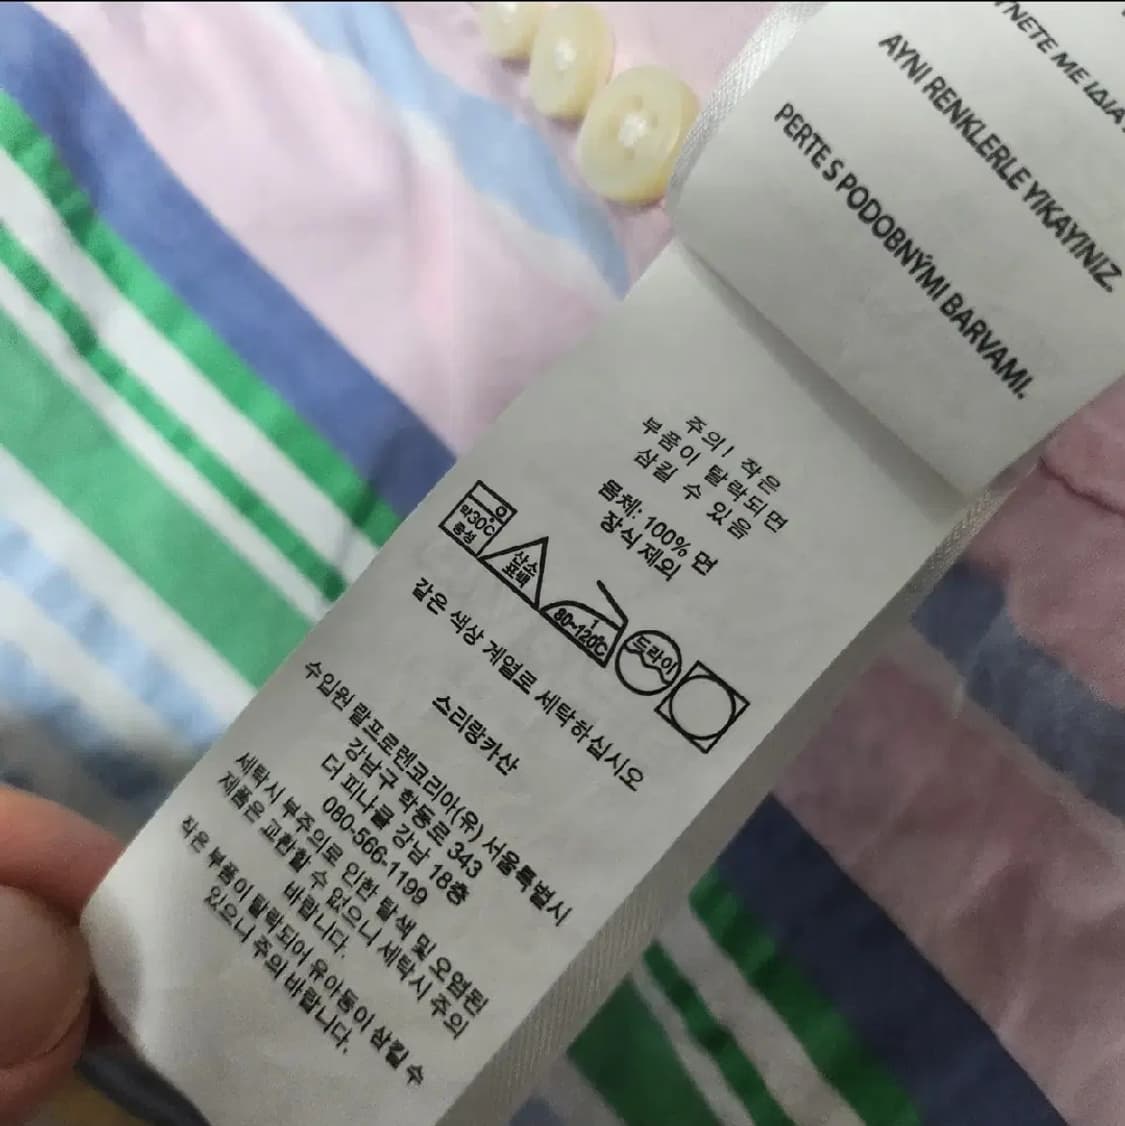 AYNI RENKLERLE YIKAYINIZ.
PERTE S PODOBNÝMI BARVAMI.
주의! 작은
부품이 탈락되면
삼킬 수 있음
몸체: 100% 면
장식 제외
약30℃
중성
산소
표백
80~120℃
드라이
같은 색상 계열로 세탁하십시오
스리랑카산
수입원 랄프로렌코리아(유) 서울특별시
강남구 학동로 343
더 피나클 강남 18층
080-566-1199
세탁시 부주의로 인한 탈색 및 오염된
제품은 교환할 수 없으니 세탁시 주의
바랍니다.
작은 부품이 탈락되어 유아동이 삼킬 수
있으니 주의 바랍니다.